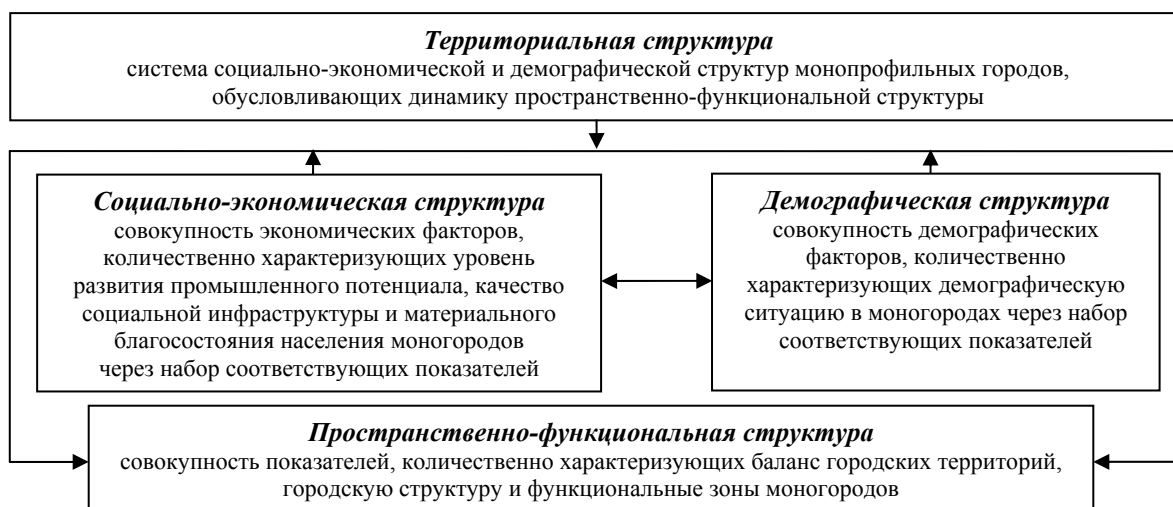 Территориальная структура
система социально-экономической и демографической структур монопрофильных городов,
обусловливающих динамику пространственно-функциональной структуры
Социально-экономическая структура
совокупность экономических факторов,
количественно характеризующих уровень
развития промышленного потенциала, качество
социальной инфраструктуры и материального
благосостояния населения моногородов
через набор соответствующих показателей
Демографическая структура
совокупность демографических
факторов, количественно
характеризующих демографическую
ситуацию в моногородах через набор
соответствующих показателей
Пространственно-функциональная структура
совокупность показателей, количественно характеризующих баланс городских территорий,
городскую структуру и функциональные зоны моногородов